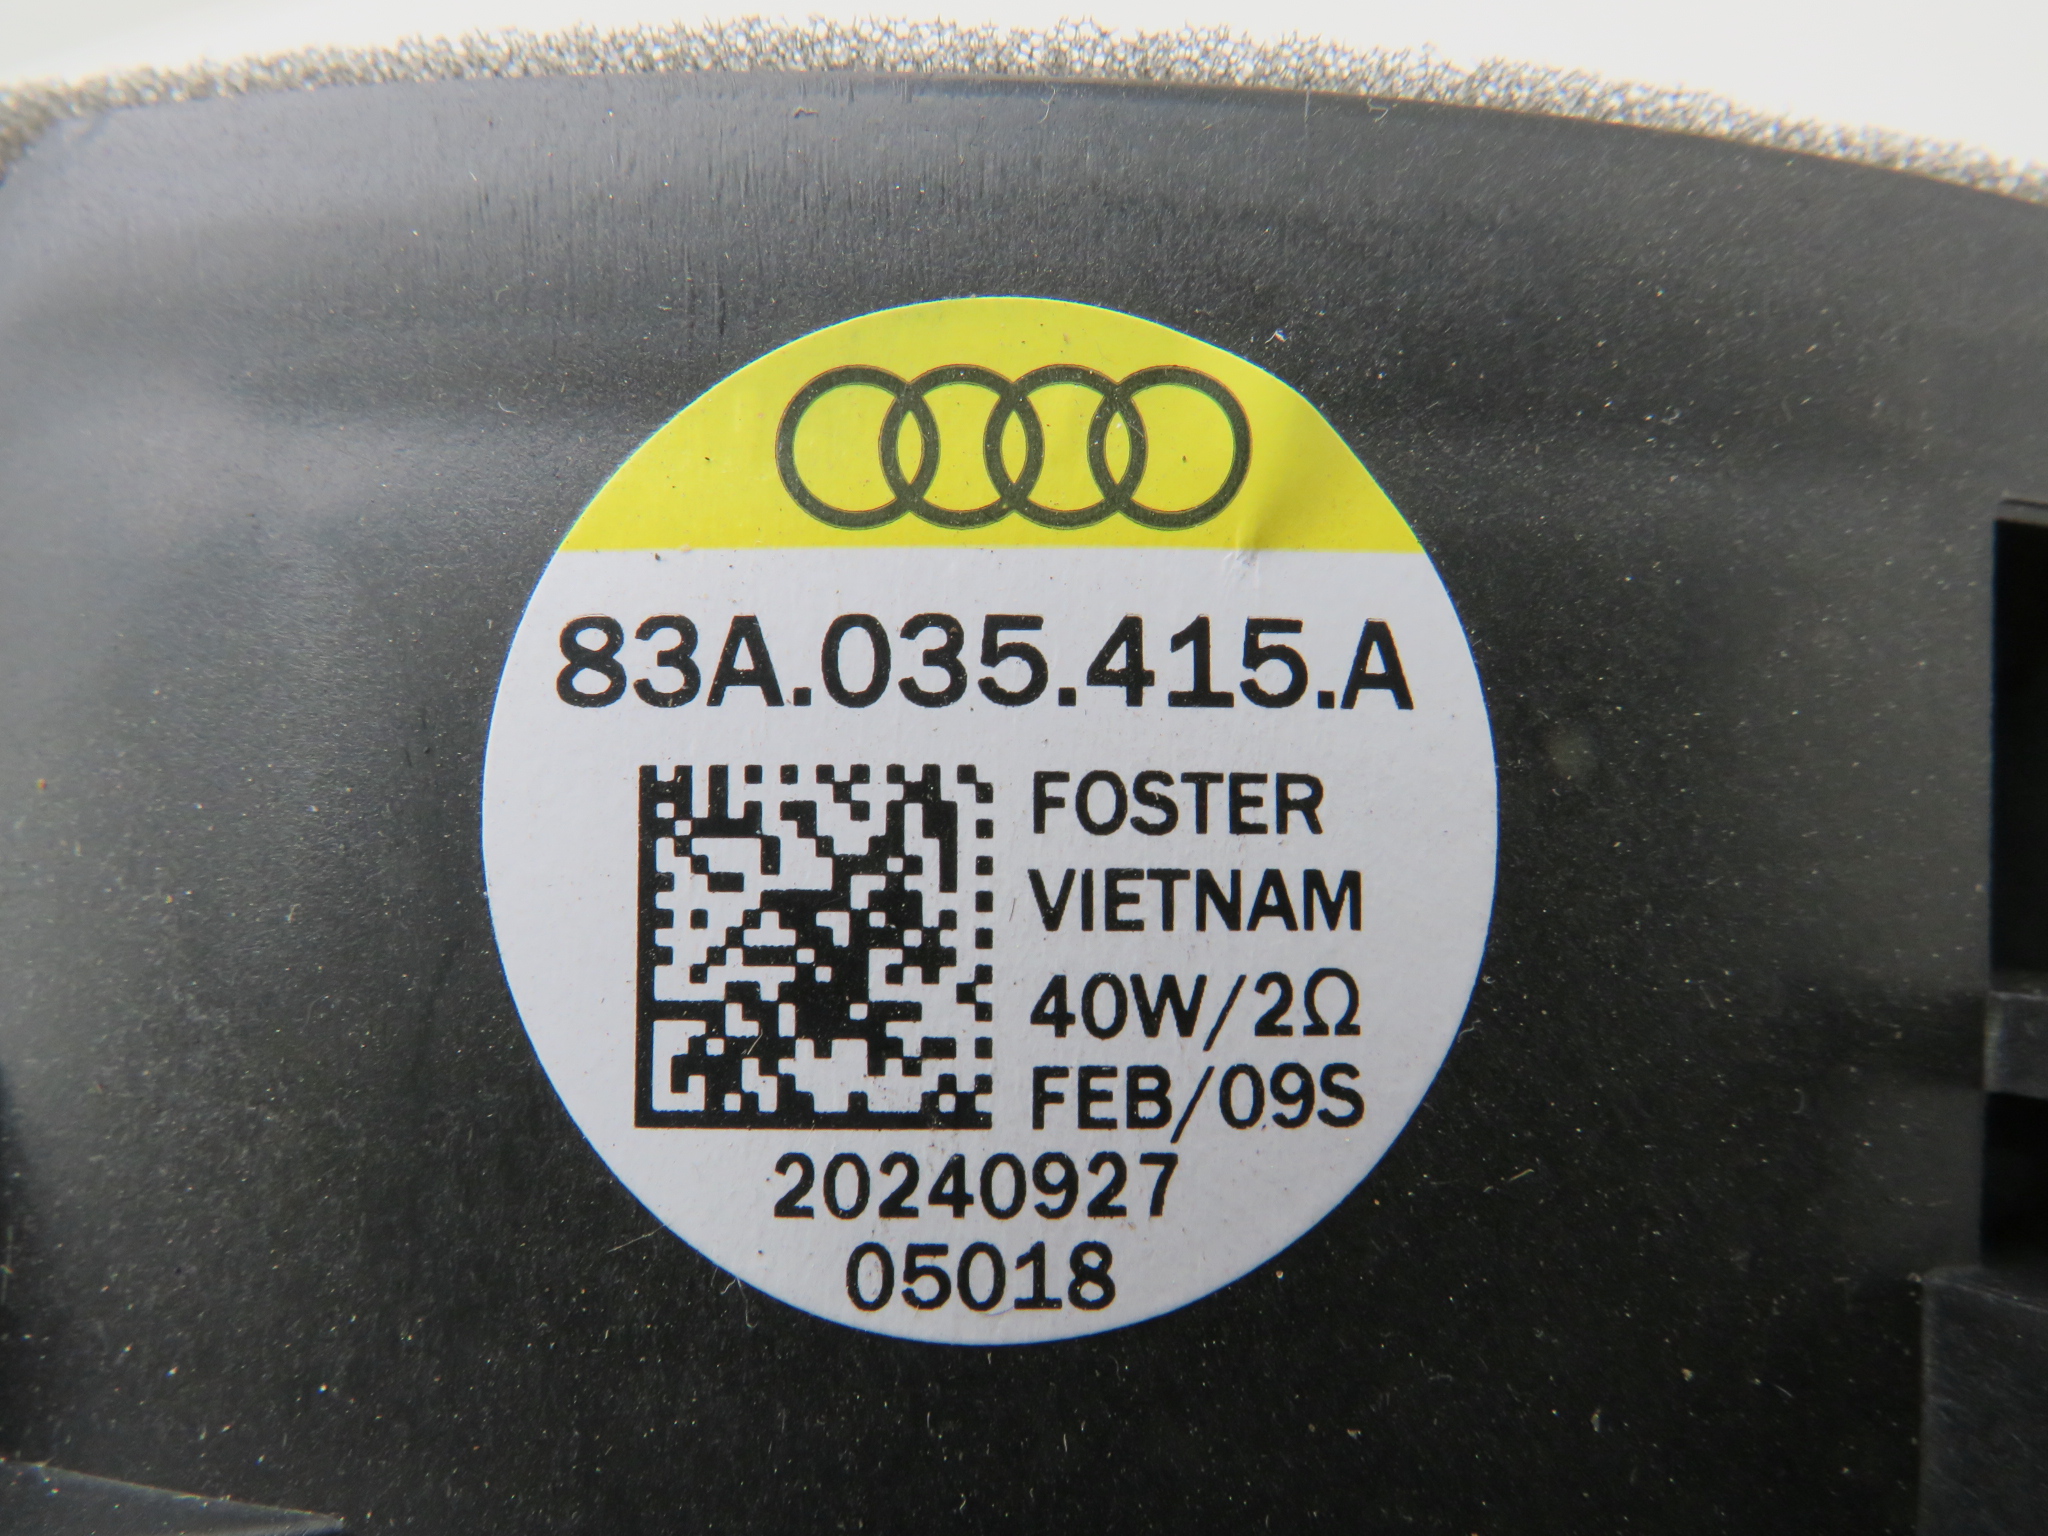 83A.035.415.A
FOSTER
VIETNAM
40W/2Ω
FEB/09S
20240927
05018